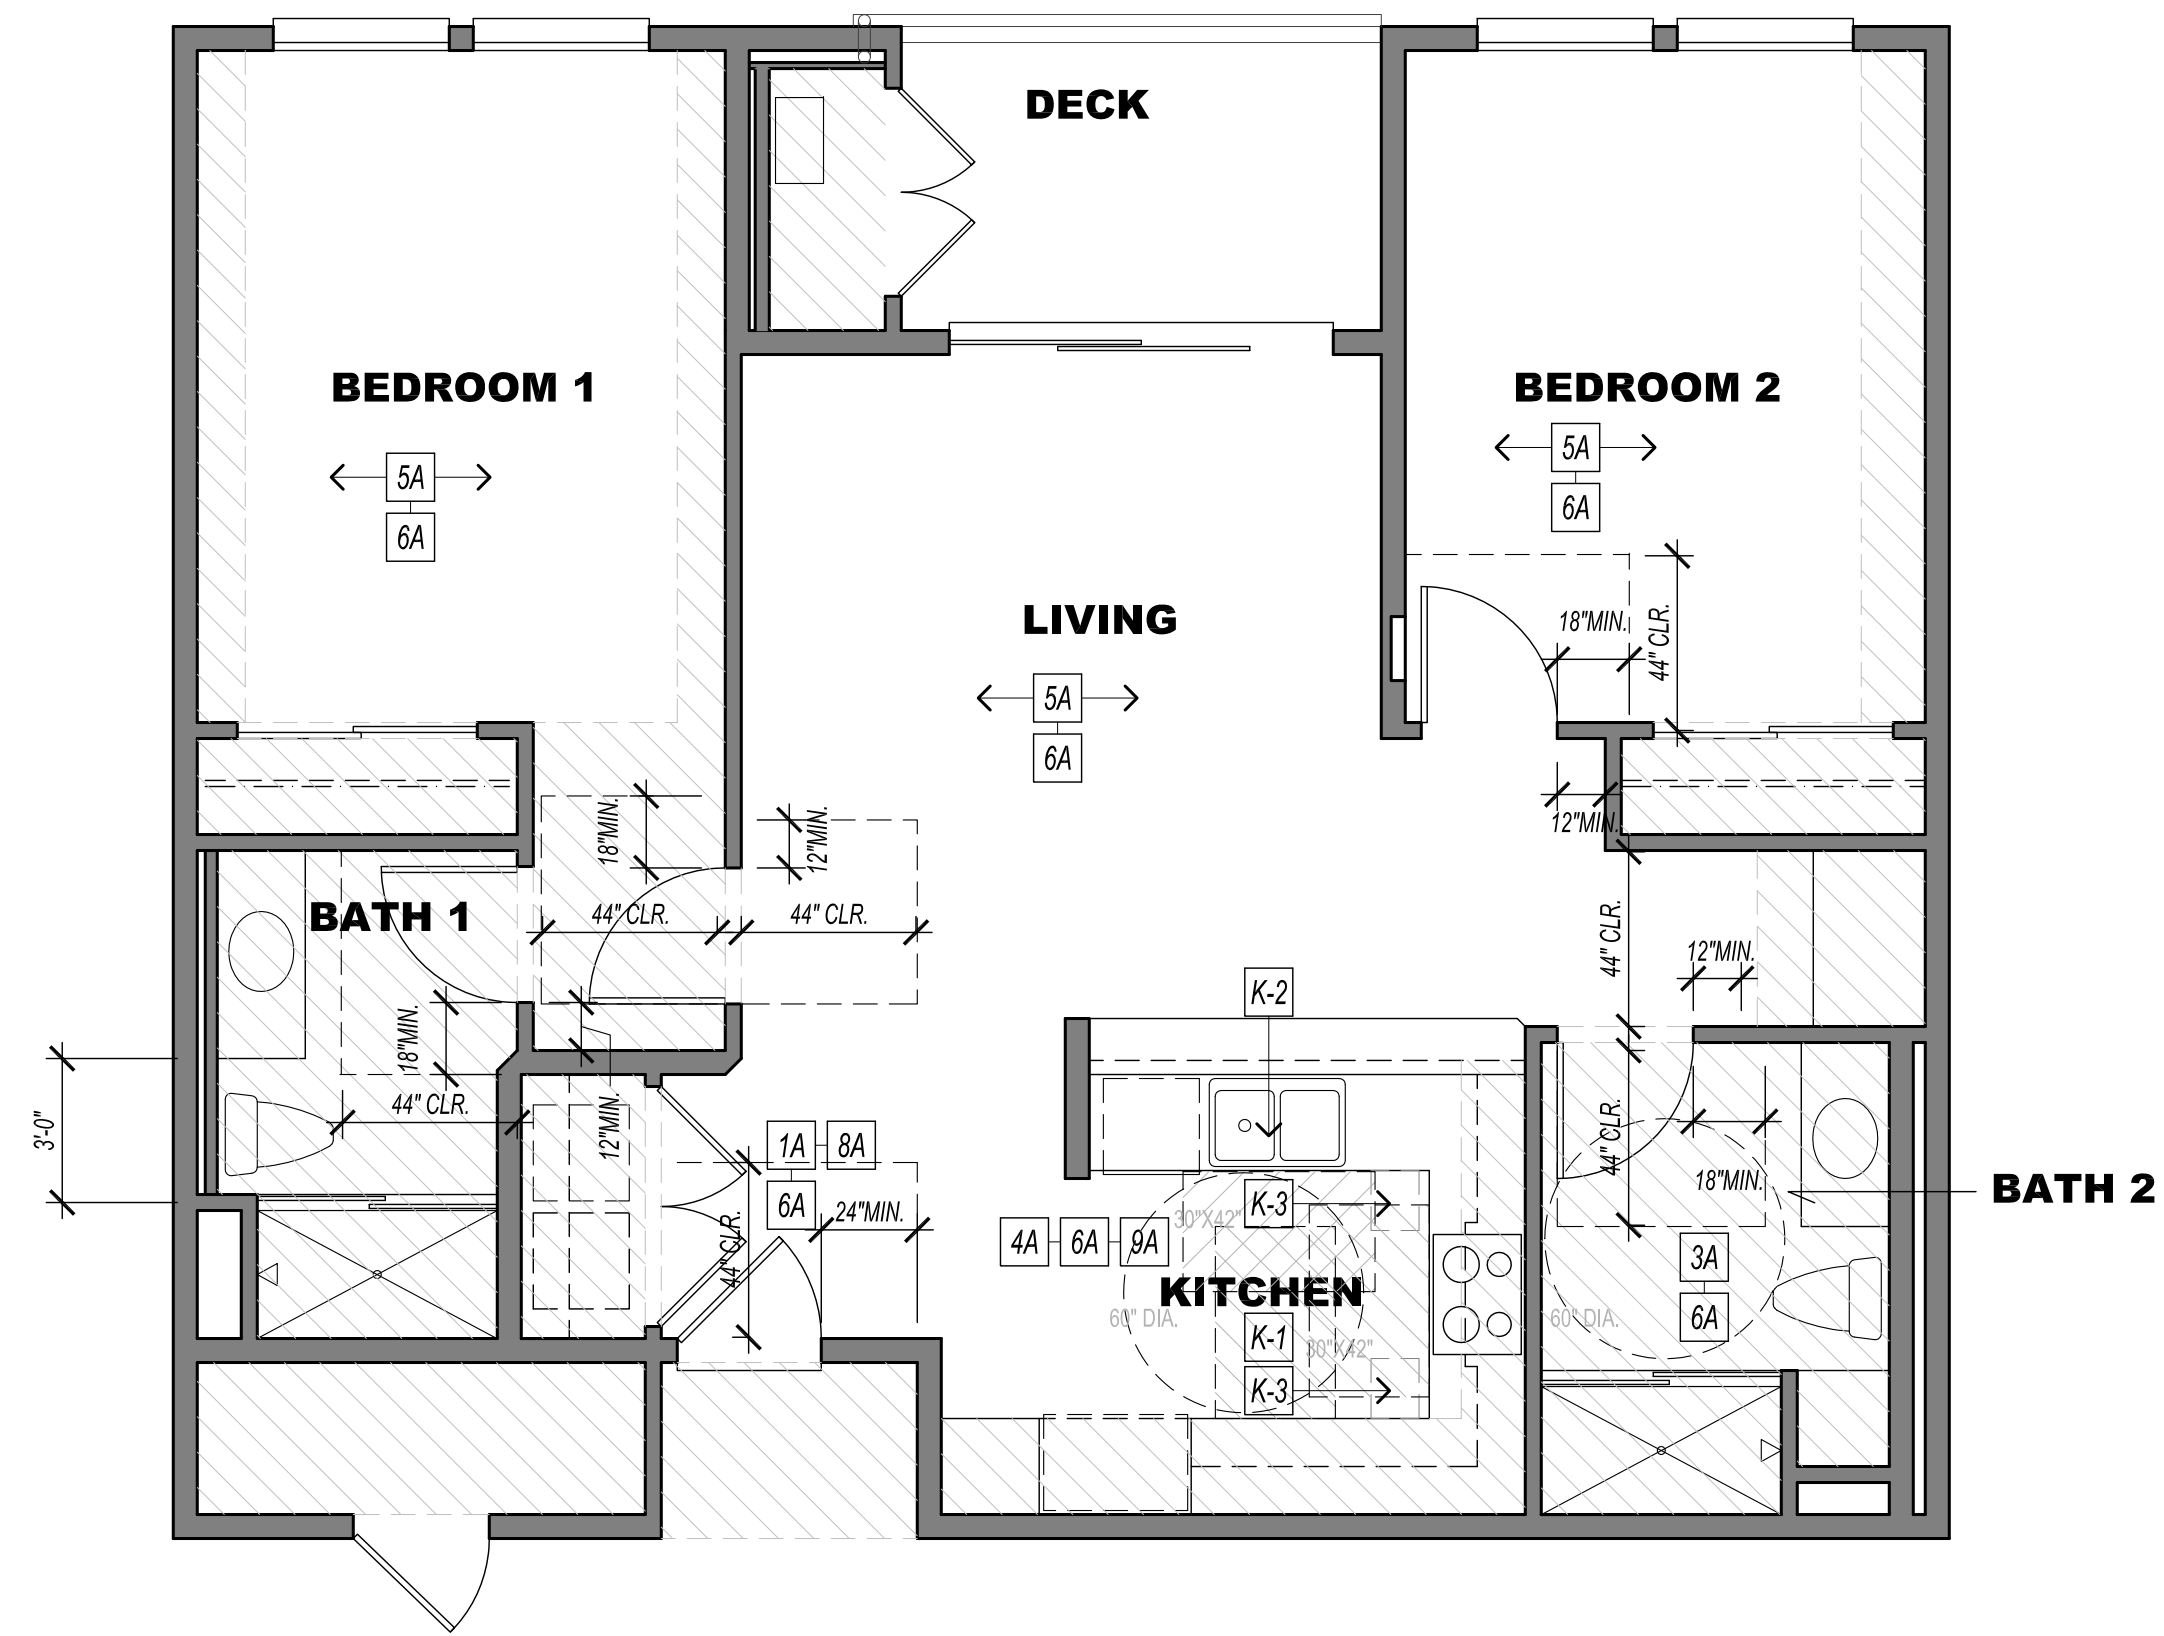 DECK
BEDROOM 1
BEDROOM 2
5A
6A
5A
6A
LIVING
18"MIN.
44" CLR.
5A
6A
18"MIN.
12"MIN.
12"MIN.
BATH 1
44" CLR.
44" CLR.
44" CLR.
12"MIN.
K-2
18"MIN.
44" CLR.
3'-0"
12"MIN.
1A
8A
6A
44" CLR.
24"MIN.
K-3
30"X42"
4A
6A
9A
KITCHEN
60" DIA.
K-1
30"X42"
K-3
44" CLR.
18"MIN.
BATH 2
3A
6A
60" DIA.